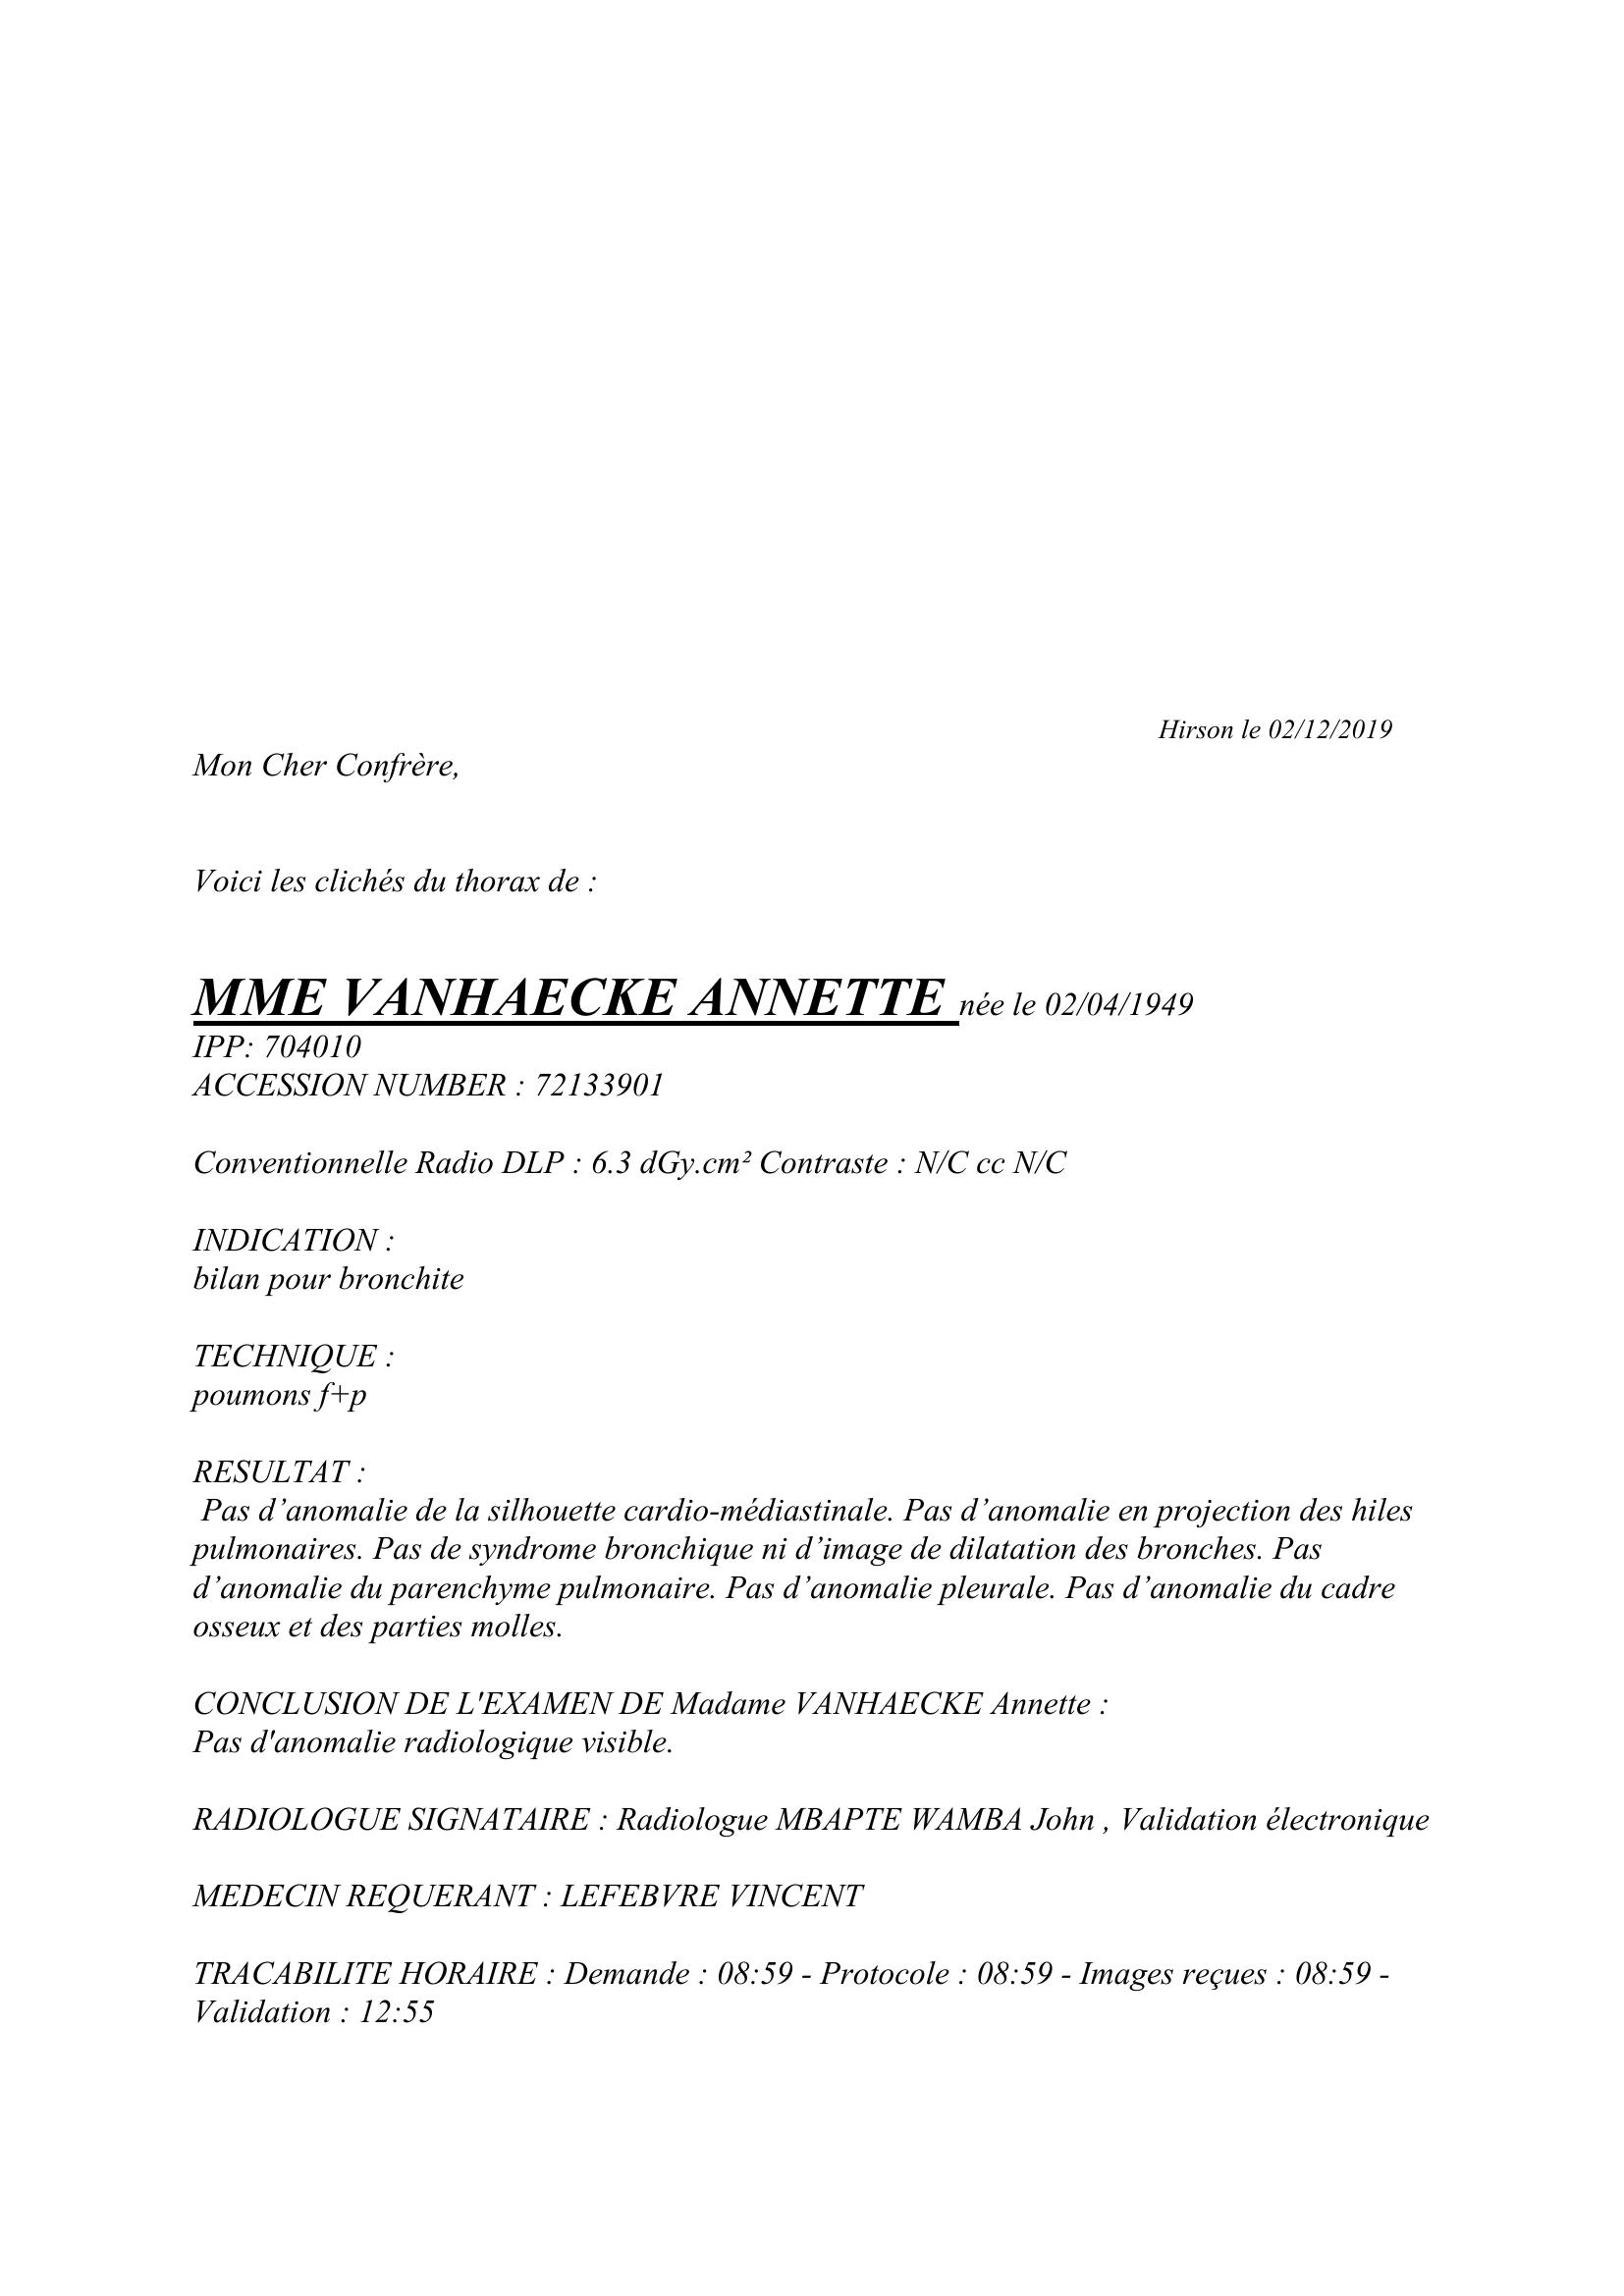 Hirson le 02/12/2019
Mon Cher Confrère,
Voici les clichés du thorax de :
MME VANHAECKE ANNETTE née le 02/04/1949
IPP: 704010
ACCESSION NUMBER : 72133901
Conventionnelle Radio DLP : 6.3 dGy.cm² Contraste : N/C cc N/C
INDICATION :
bilan pour bronchite
TECHNIQUE :
poumons f+p
RESULTAT :
Pas d’anomalie de la silhouette cardio-médiastinale. Pas d’anomalie en projection des hiles
pulmonaires. Pas de syndrome bronchique ni d’image de dilatation des bronches. Pas
d’anomalie du parenchyme pulmonaire. Pas d’anomalie pleurale. Pas d’anomalie du cadre
osseux et des parties molles.
CONCLUSION DE L'EXAMEN DE Madame VANHAECKE Annette :
Pas d'anomalie radiologique visible.
RADIOLOGUE SIGNATAIRE : Radiologue MBAPTE WAMBA John , Validation électronique
MEDECIN REQUERANT : LEFEBVRE VINCENT
TRACABILITE HORAIRE : Demande : 08:59 - Protocole : 08:59 - Images reçues : 08:59 -
Validation : 12:55